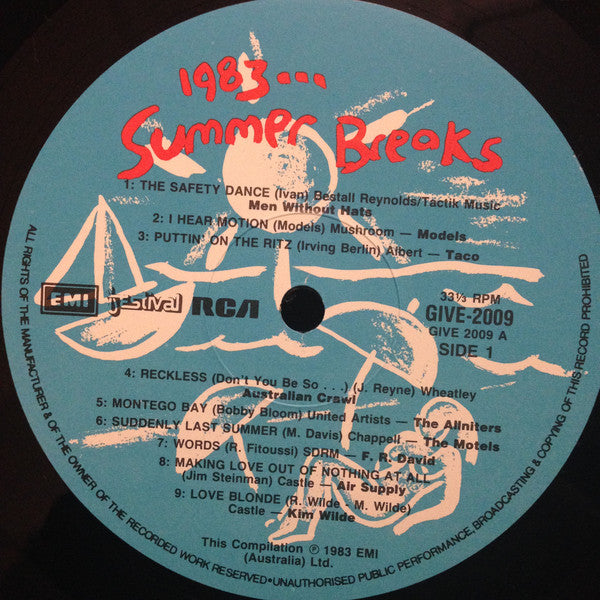 1983...
Summer Breaks
1: THE SAFETY DANCE (Ivan) Bestall Reynolds/Tactik Music
Men Without Hats
2: I HEAR MOTION (Models) Mushroom — Models
3: PUTTIN' ON THE RITZ (Irving Berlin) Albert — Taco
EMI
festival
RCA
33⅓ RPM
GIVE-2009
GIVE 2009 A
SIDE 1
4: RECKLESS (Don't You Be So . . .) (J. Reyne) Wheatley
Australian Crawl
5: MONTEGO BAY (Bobby Bloom) United Artists — The Allniters
6: SUDDENLY LAST SUMMER (M. Davis) Chappell — The Motels
7: WORDS (R. Fitoussi) SDRM — F. R. David
8: MAKING LOVE OUT OF NOTHING AT ALL
(Jim Steinman) Castle — Air Supply
9: LOVE BLONDE (R. Wilde - M. Wilde)
Castle — Kim Wilde
This Compilation ℗ 1983 EMI
(Australia) Ltd.
ALL RIGHTS OF THE MANUFACTURER & OF THE OWNER OF THE RECORDED WORK RESERVED•UNAUTHORISED PUBLIC PERFORMANCE, BROADCASTING & COPYING OF THIS RECORD PROHIBITED